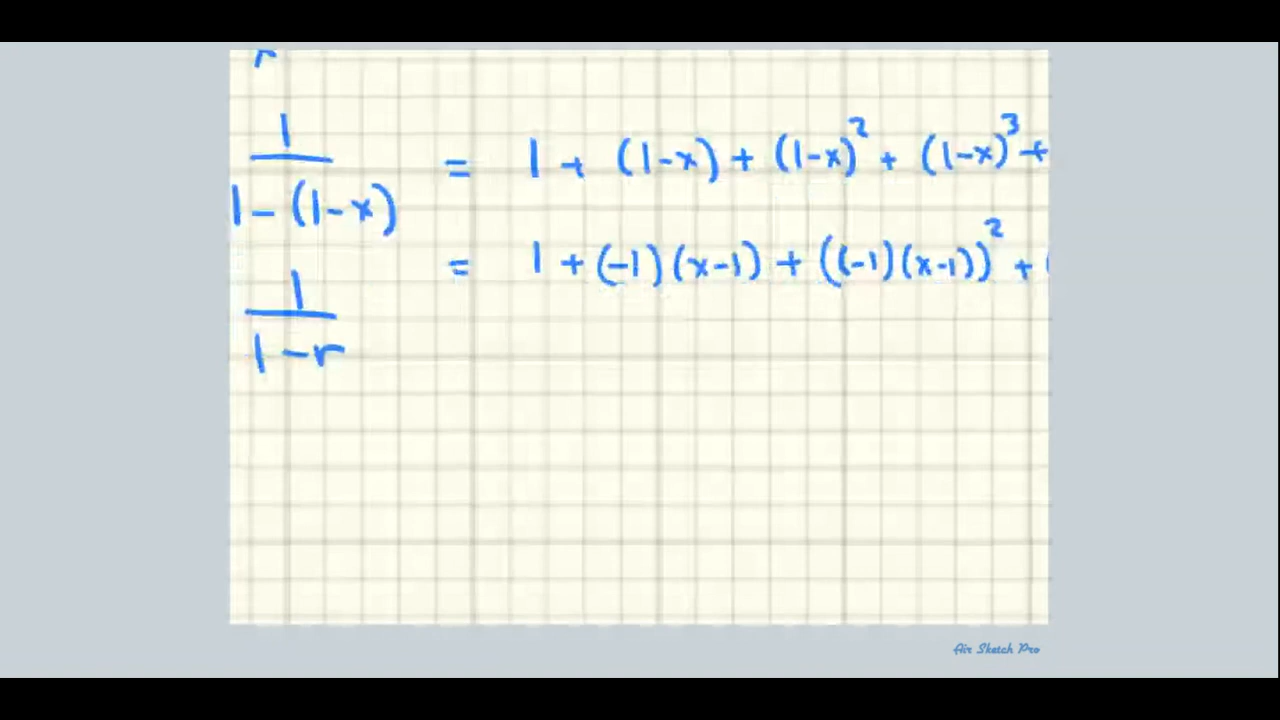 r
1/(1-(1-x)) = 1 + (1-x) + (1-x)² + (1-x)³ +
1/(1-r) = 1 + (-1)(x-1) + ((-1)(x-1))² + (
Air Sketch Pro